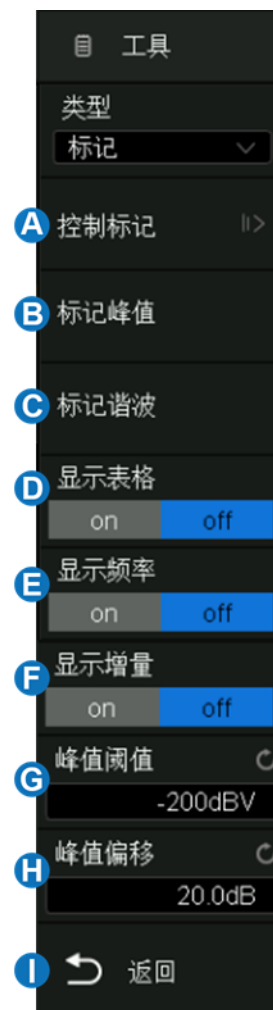 工具
类型
标记
A 控制标记
B 标记峰值
C 标记谐波
D 显示表格
on off
E 显示频率
on off
F 显示增量
on off
G 峰值阈值
-200dBV
H 峰值偏移
20.0dB
I 返回